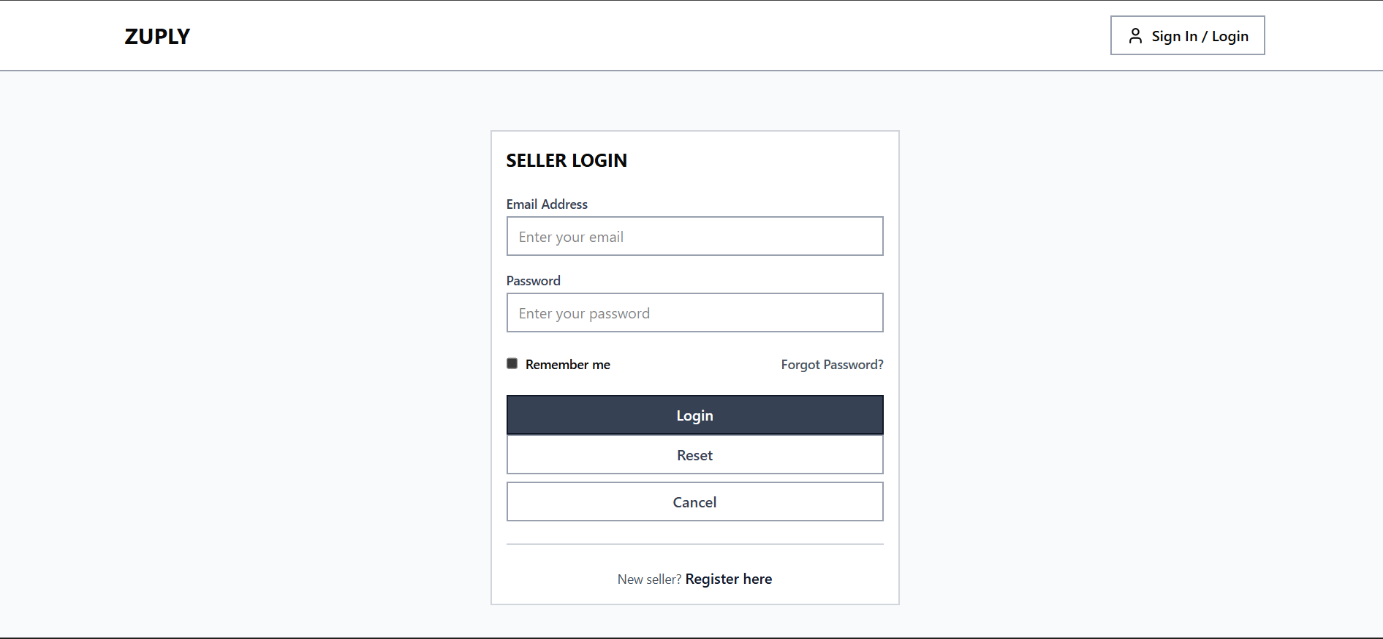 ZUPLY
Sign In / Login
SELLER LOGIN
Email Address
Enter your email
Password
Enter your password
Remember me
Forgot Password?
Login
Reset
Cancel
New seller? Register here